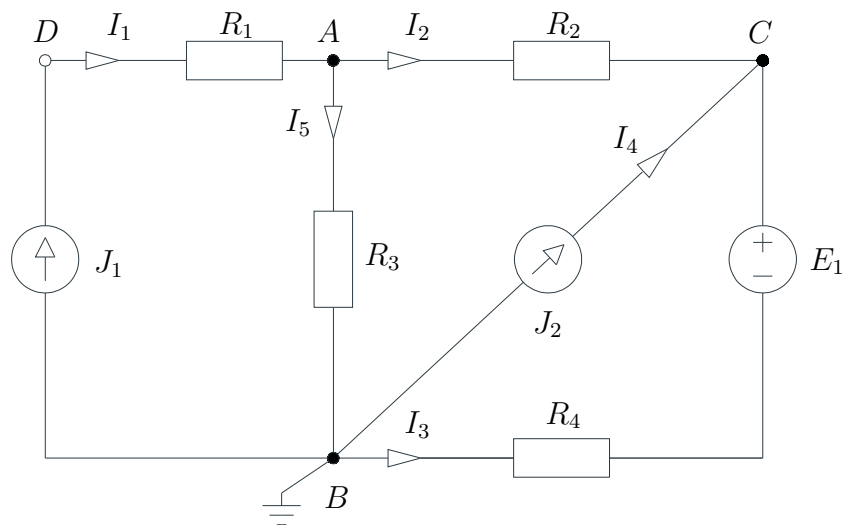 D I₁ R₁ A I₂ R₂ C
I₅ I₄
J₁ R₃ + − E₁
J₂
I₃ R₄
B